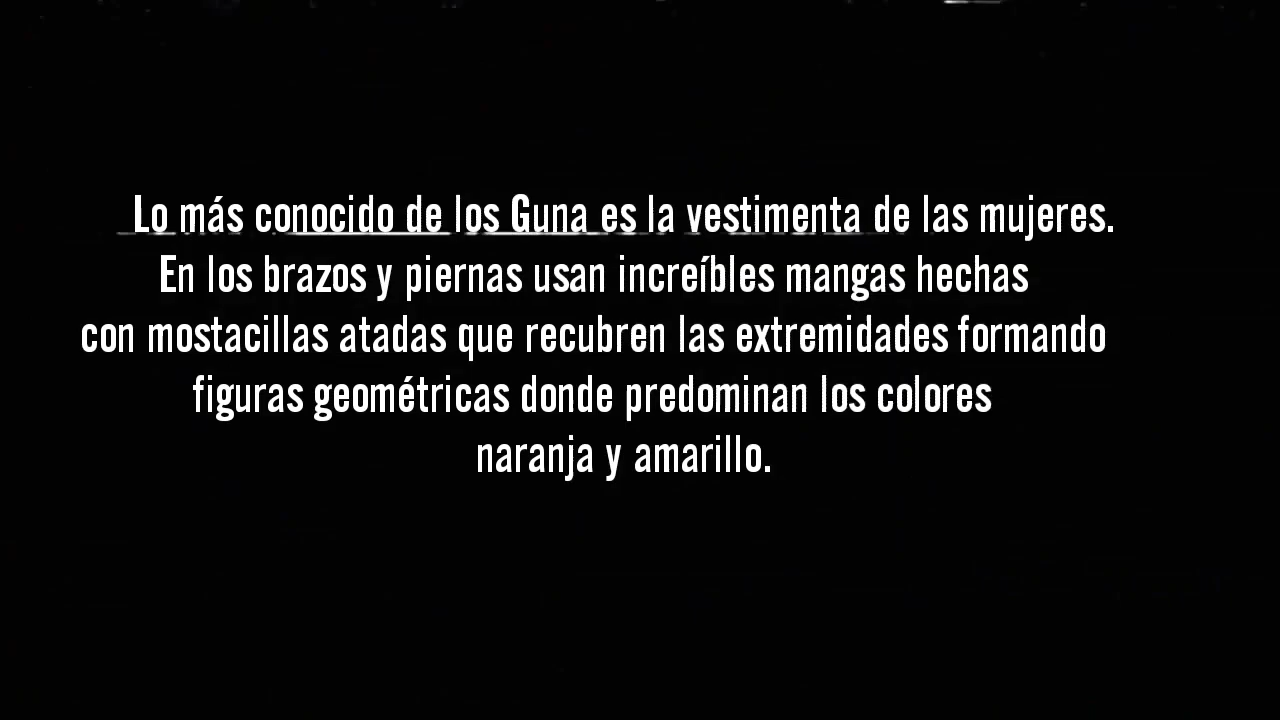 Lo más conocido de los Guna es la vestimenta de las mujeres.
En los brazos y piernas usan increíbles mangas hechas
con mostacillas atadas que recubren las extremidades formando
figuras geométricas donde predominan los colores
naranja y amarillo.